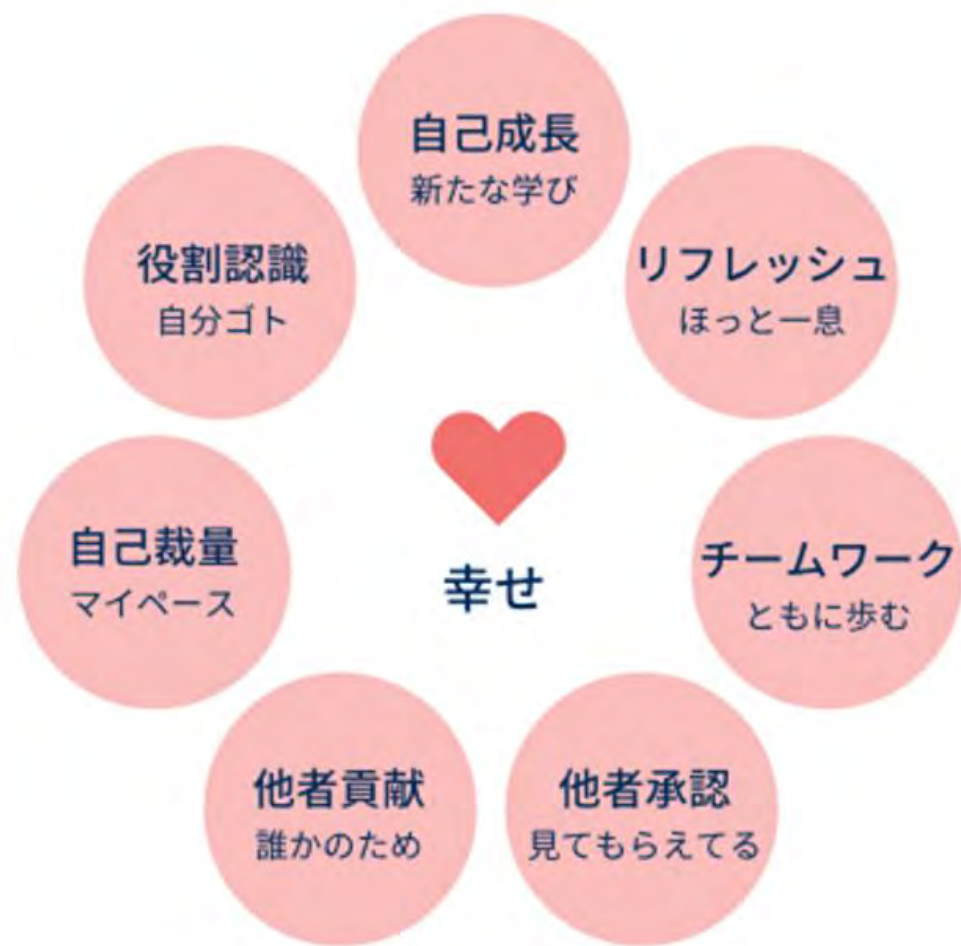 自己成長
新たな学び
役割認識
自分ゴト
リフレッシュ
ほっと一息
自己裁量
マイペース
幸せ
チームワーク
ともに歩む
他者貢献
誰かのため
他者承認
見てもらえてる